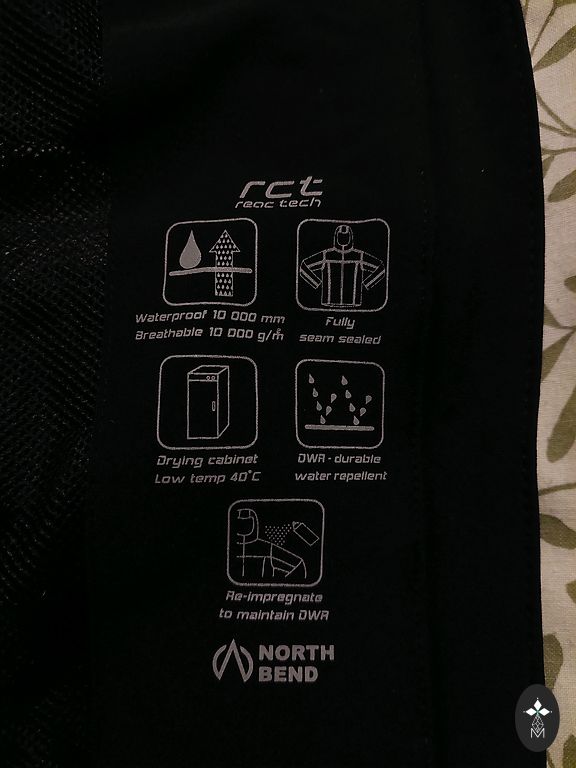 rct
reac tech
Waterproof 10 000 mm
Breathable 10 000 g/m²
Fully
seam sealed
Drying cabinet
Low temp 40°C
DWR - durable
water repellent
Re-impregnate
to maintain DWR
NORTH
BEND
M